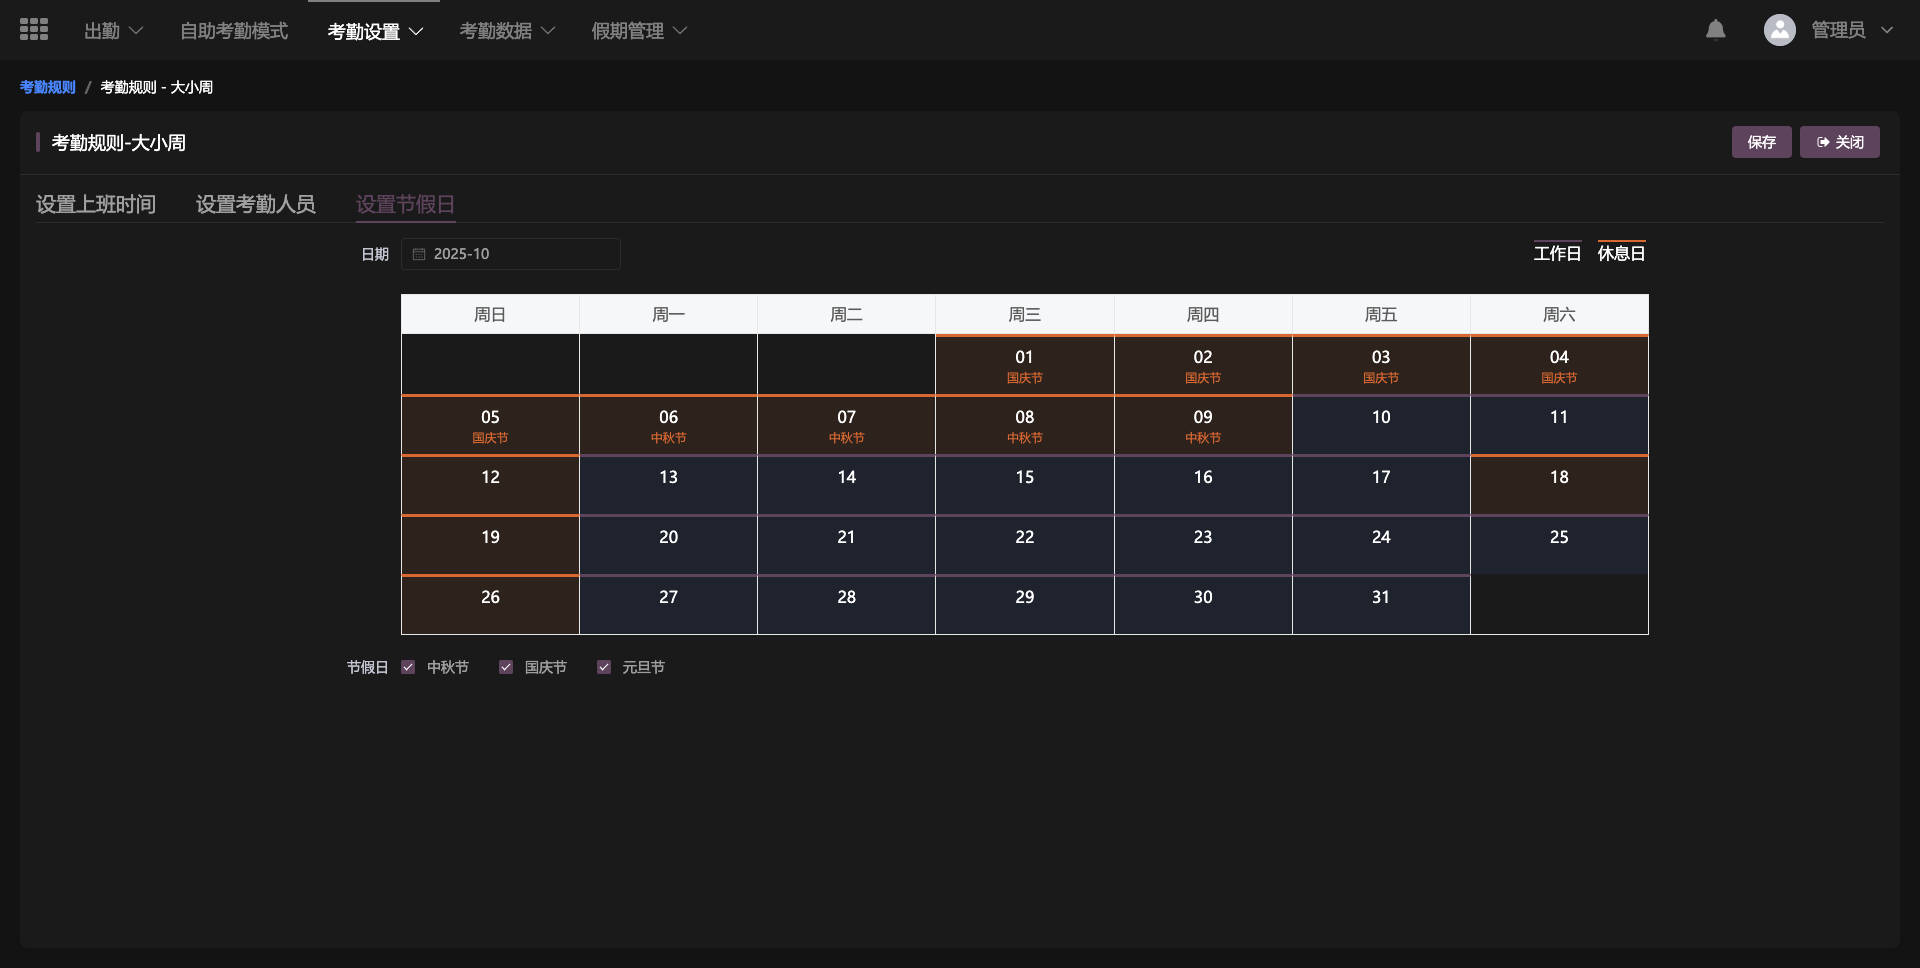 出勤 自助考勤模式 考勤设置 考勤数据 假期管理 管理员
考勤规则 / 考勤规则 - 大小周
考勤规则-大小周 保存 关闭
设置上班时间 设置考勤人员 设置节假日
日期 2025-10 工作日 休息日
周日 周一 周二 周三 周四 周五 周六
01 02 03 04
国庆节 国庆节 国庆节 国庆节
05 06 07 08 09 10 11
国庆节 中秋节 中秋节 中秋节 中秋节
12 13 14 15 16 17 18
19 20 21 22 23 24 25
26 27 28 29 30 31
节假日 中秋节 国庆节 元旦节